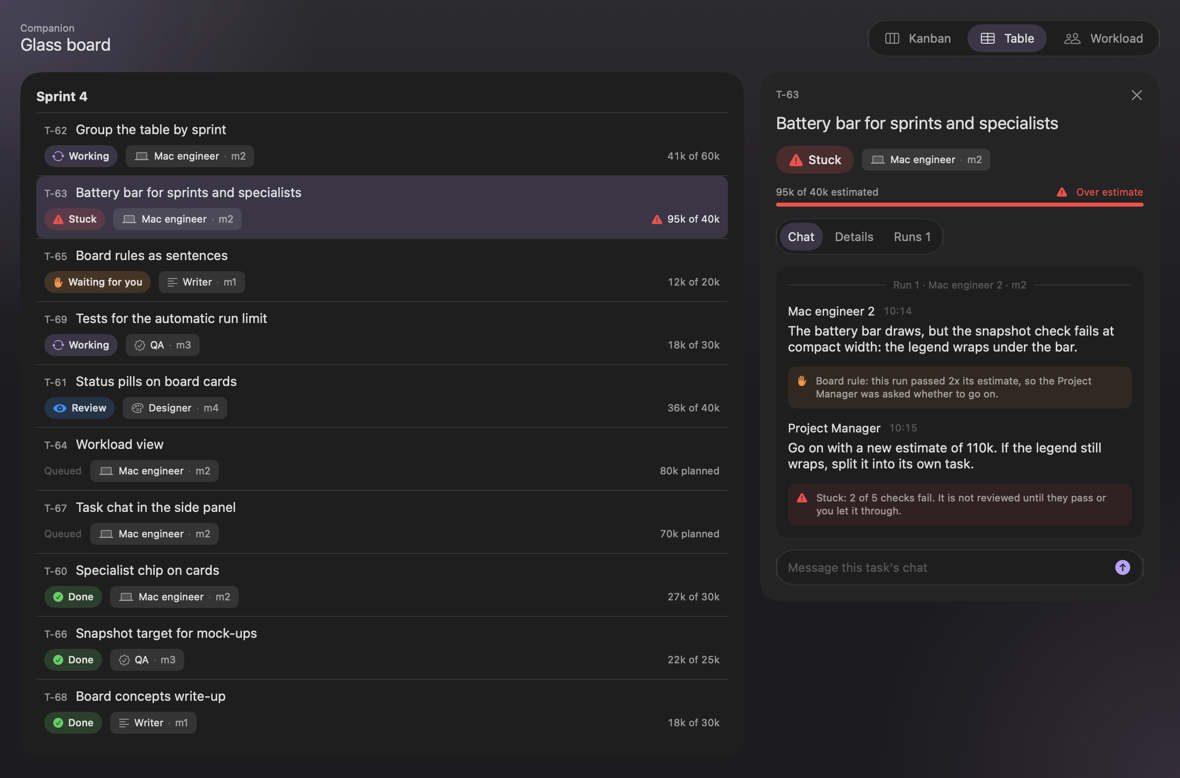 Companion
Glass board
Kanban
Table
Workload
Sprint 4
T-62 Group the table by sprint
Working Mac engineer · m2 41k of 60k
T-63 Battery bar for sprints and specialists
Stuck Mac engineer · m2 95k of 40k
T-65 Board rules as sentences
Waiting for you Writer · m1 12k of 20k
T-69 Tests for the automatic run limit
Working QA · m3 18k of 30k
T-61 Status pills on board cards
Review Designer · m4 36k of 40k
T-64 Workload view
Queued Mac engineer · m2 80k planned
T-67 Task chat in the side panel
Queued Mac engineer · m2 70k planned
T-60 Specialist chip on cards
Done Mac engineer · m2 27k of 30k
T-66 Snapshot target for mock-ups
Done QA · m3 22k of 25k
T-68 Board concepts write-up
Done Writer · m1 18k of 30k
T-63
Battery bar for sprints and specialists
Stuck Mac engineer · m2
95k of 40k estimated Over estimate
Chat Details Runs 1
Run 1 · Mac engineer 2 · m2
Mac engineer 2 10:14
The battery bar draws, but the snapshot check fails at
compact width: the legend wraps under the bar.
Board rule: this run passed 2x its estimate, so the Project
Manager was asked whether to go on.
Project Manager 10:15
Go on with a new estimate of 110k. If the legend still
wraps, split it into its own task.
Stuck: 2 of 5 checks fail. It is not reviewed until they pass or
you let it through.
Message this task's chat